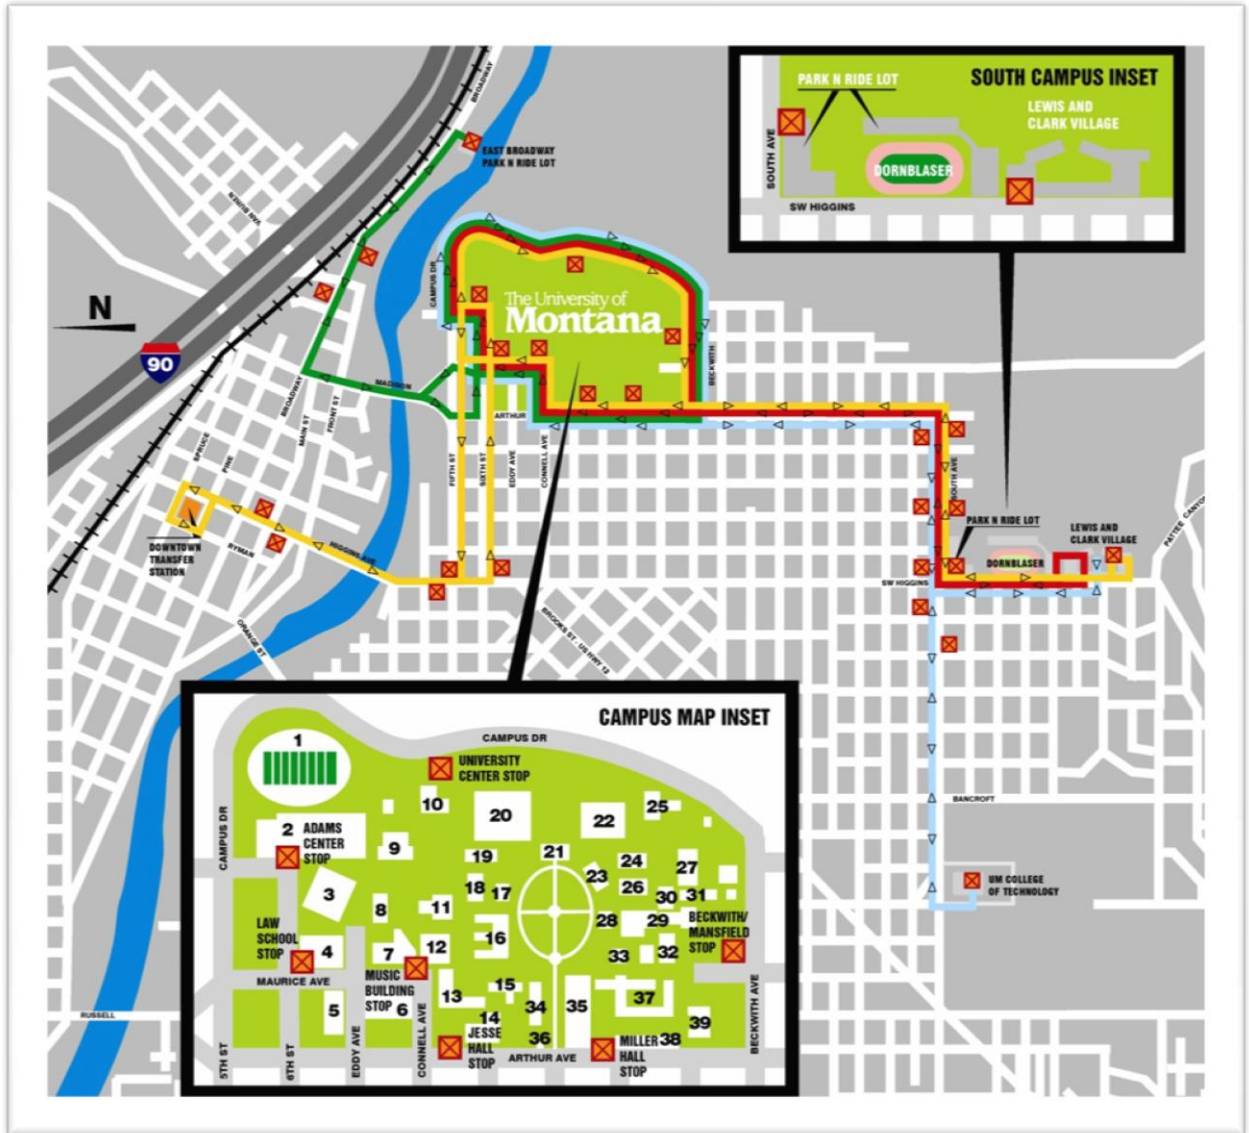 BROADWAY
PARK N RIDE LOT
SOUTH CAMPUS INSET
LEWIS AND
CLARK VILLAGE
SOUTH AVE
DORNBLASER
SW HIGGINS
EAST BROADWAY
PARK N RIDE LOT
VAN BUREN
N
90
CAMPUS DR
The University of
Montana
BECKWITH
BROADWAY
MAIN ST
FRONT ST
MADISON
ARTHUR
SPRUCE
PINE
FIFTH ST
SIXTH ST
EDDY AVE
CONNELL AVE
SOUTH AVE
PARK N RIDE LOT
LEWIS AND
CLARK VILLAGE
PATTEE CANYO
DOWNTOWN
TRANSFER
STATION
RYMAN
HIGGINS AVE
DORNBLASER
SW HIGGINS
ORANGE ST
BROOKS ST - US HWY 12
BANCROFT
UM COLLEGE
OF TECHNOLOGY
RUSSELL
CAMPUS MAP INSET
CAMPUS DR
1
UNIVERSITY
CENTER STOP
CAMPUS DR
2
ADAMS
CENTER
STOP
10
20
22
25
9
19
21
24
27
3
18
17
23
26
30
31
8
11
28
29
BECKWITH/
MANSFIELD
STOP
LAW
SCHOOL
STOP
4
7
12
16
33
32
MAURICE AVE
MUSIC
BUILDING
STOP
5
6
13
15
14
34
35
37
39
JESSE
HALL
STOP
36
MILLER
HALL
STOP
38
ARTHUR AVE
5TH ST
6TH ST
EDDY AVE
CONNELL AVE
BECKWITH AVE